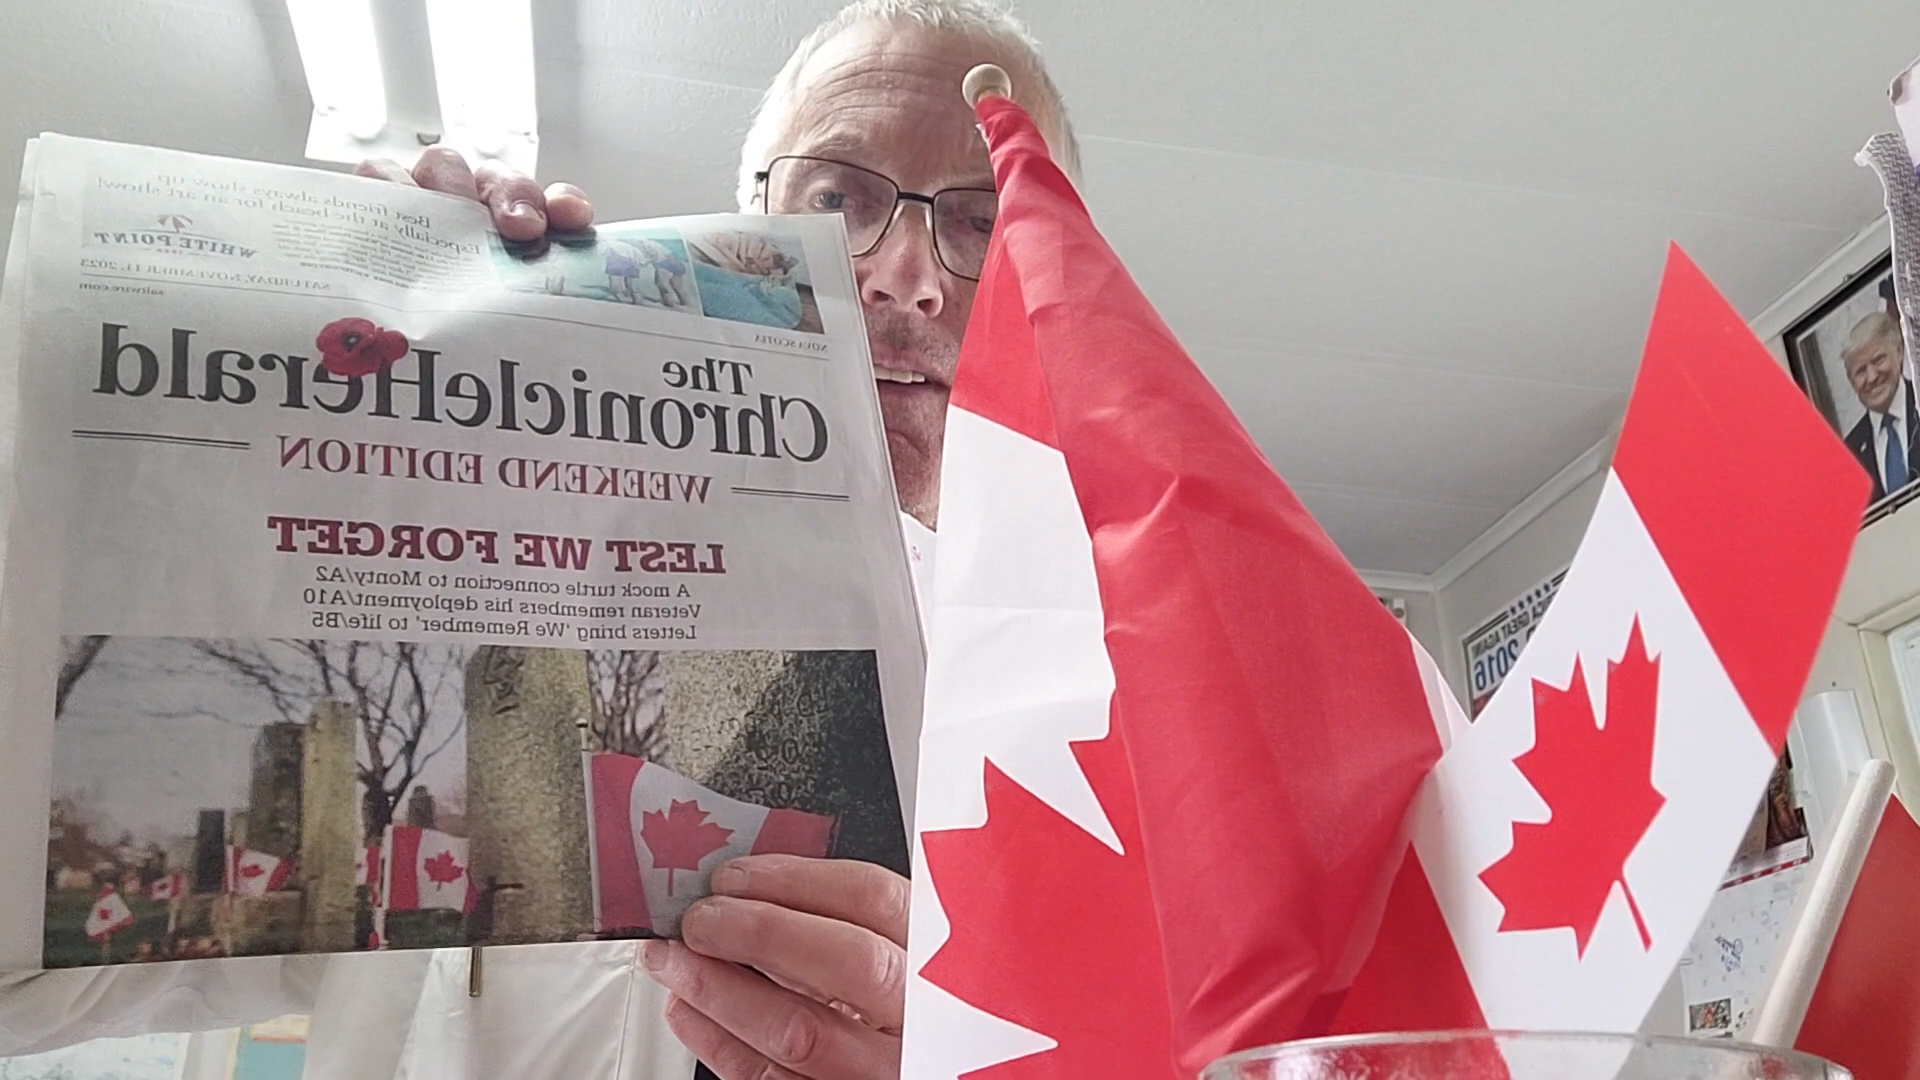 Best friends always show up.
Especially at the beach for an art show!
WHITE POINT
SATURDAY, NOVEMBER 11, 2023
saltwire.com
NOVA SCOTIA
The
ChronicleHerald
WEEKEND EDITION
LEST WE FORGET
A mock turtle connection to Monty/A2
Veteran remembers his deployment/A10
Letters bring 'We Remember' to life/B5
GREAT AGAIN
2016